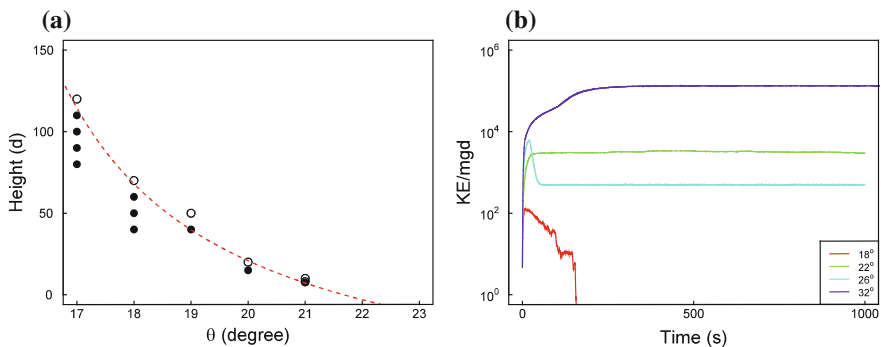 (a)
150
100
50
0
Height (d)
17 18 19 20 21 22 23
θ (degree)
(b)
10⁶
10⁴
10²
10⁰
KE/mgd
0 500 1000
Time (s)
18°
22°
26°
32°